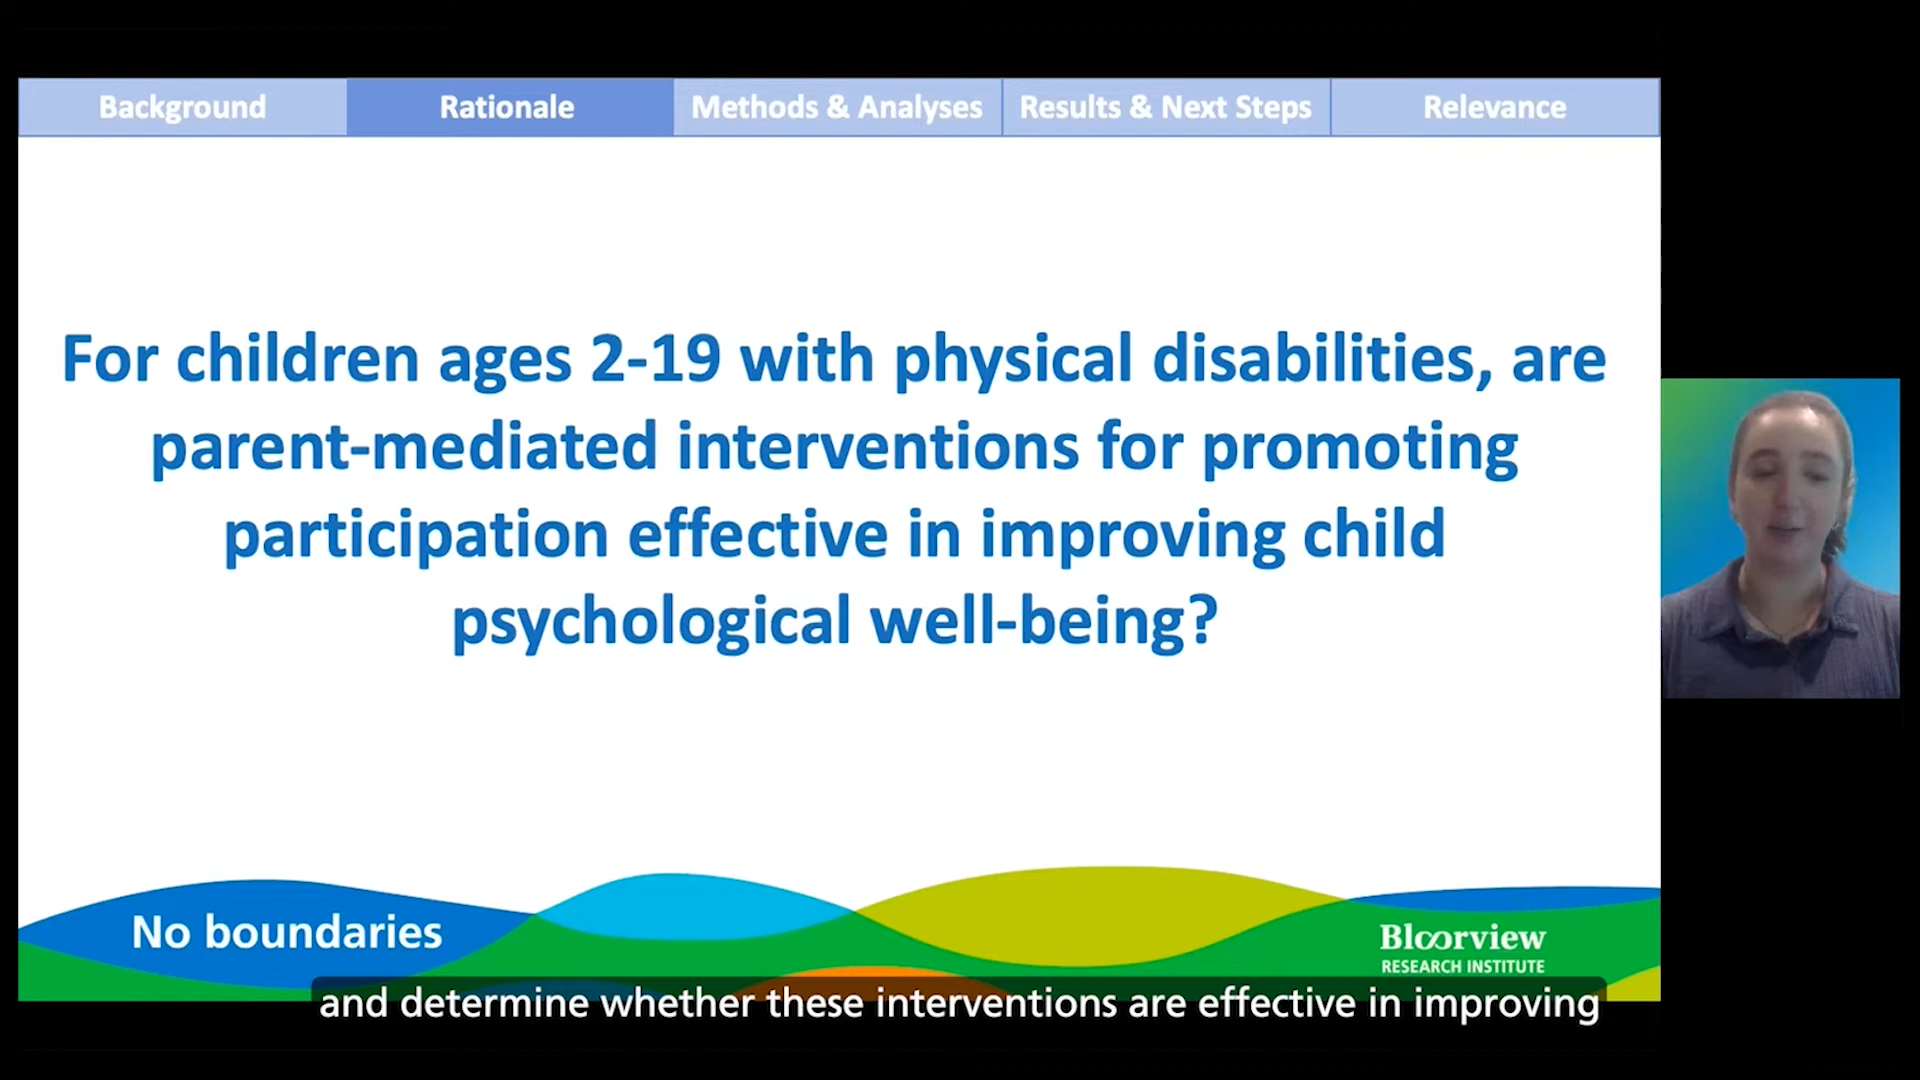 Background
Rationale
Methods & Analyses
Results & Next Steps
Relevance
For children ages 2-19 with physical disabilities, are
parent-mediated interventions for promoting
participation effective in improving child
psychological well-being?
No boundaries
Bloorview
RESEARCH INSTITUTE
and determine whether these interventions are effective in improving